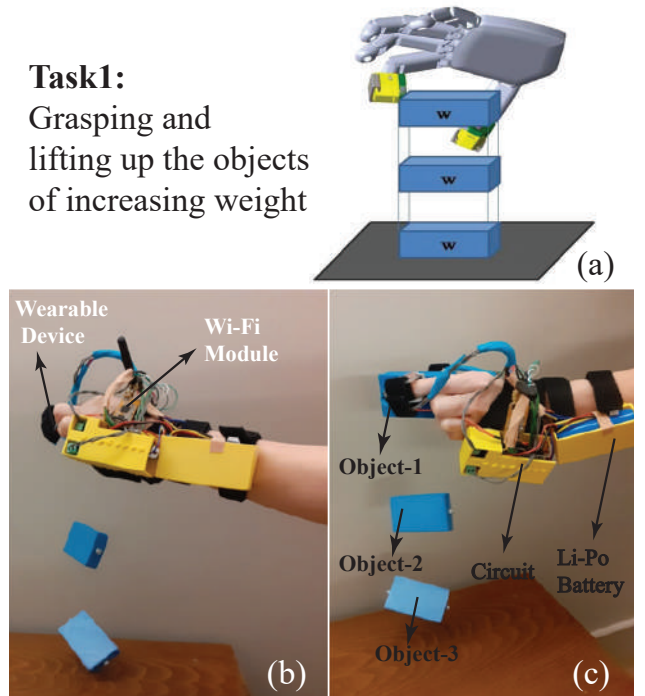 Task1:
Grasping and
lifting up the objects
of increasing weight
W
W
W
(a)
Wearable
Device
Wi-Fi
Module
(b)
Object-1
Object-2
Object-3
Circuit
Li-Po
Battery
(c)